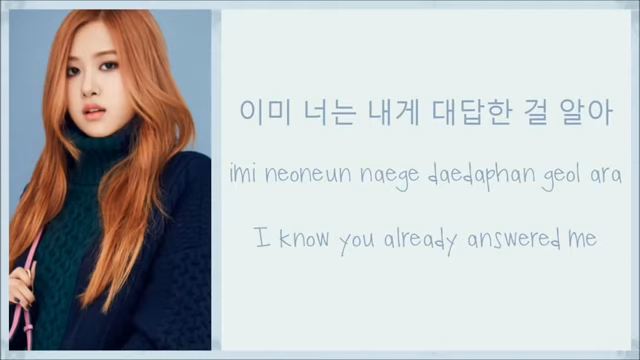 이미 너는 내게 대답한 걸 알아
imi neoneun naege daedaphan geol ara
I know you already answered me